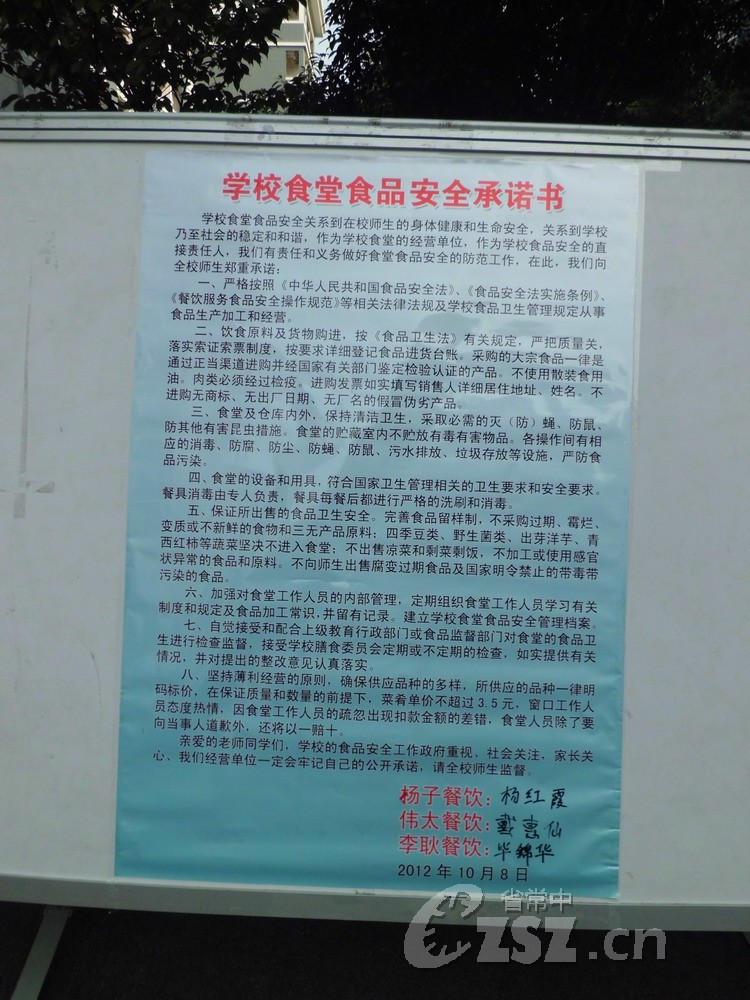 学校食堂食品安全承诺书
学校食堂食品安全关系到在校师生的身体健康和生命安全，关系到学校
乃至社会的稳定和和谐，作为学校食堂的经营单位，作为学校食品安全的直
接责任人，我们有责任和义务做好食堂食品安全的防范工作，在此，我们向
全校师生郑重承诺：
一、严格按照《中华人民共和国食品安全法》、《食品安全法实施条例》、
《餐饮服务食品安全操作规范》等相关法律法规及学校食品卫生管理规定从事
食品生产加工和经营。
二、饮食原料及货物购进，按《食品卫生法》有关规定，严把质量关，
落实索证索票制度，按要求详细登记食品进货台账。采购的大宗食品一律是
通过正当渠道进购并经国家有关部门鉴定检验认证的产品。不使用散装食用
油。肉类必须经过检疫。进购发票如实填写销售人详细居住地址、姓名。不
进购无商标、无出厂日期、无厂名的假冒伪劣产品。
三、食堂及仓库内外，保持清洁卫生，采取必需的灭（防）蝇、防鼠、
防其他有害昆虫措施。食堂的贮藏室内不贮放有毒有害物品。各操作间有相
应的消毒、防腐、防尘、防蝇、防鼠、污水排放、垃圾存放等设施，严防食
品污染。
四、食堂的设备和用具，符合国家卫生管理相关的卫生要求和安全要求。
餐具消毒由专人负责，餐具每餐后都进行严格的洗刷和消毒。
五、保证所出售的食品卫生安全。完善食品留样制，不采购过期、霉烂、
变质或不新鲜的食物和三无产品原料；四季豆类、野生菌类、出芽洋芋、青
西红柿等蔬菜坚决不进入食堂；不出售凉菜和剩菜剩饭，不加工或使用感官
状异常的食品和原料。不向师生出售腐变过期食品及国家明令禁止的带毒带
污染的食品。
六、加强对食堂工作人员的内部管理，定期组织食堂工作人员学习有关
制度和规定及食品加工常识，并留有记录。建立学校食堂食品安全管理档案。
七、自觉接受和配合上级教育行政部门或食品监督部门对食堂的食品卫
生进行检查监督，接受学校膳食委员会定期或不定期的检查，如实提供有关
情况，并对提出的整改意见认真落实。
八、坚持薄利经营的原则，确保供应品种的多样，所供应的品种一律明
码标价，在保证质量和数量的前提下，菜肴单价不超过3.5元，窗口工作人
员态度热情，因食堂工作人员的疏忽出现扣款金额的差错，食堂人员除了要
向当事人道歉外，还将以一赔十。
亲爱的老师同学们，学校的食品安全工作政府重视、社会关注，家长关
心、我们经营单位一定会牢记自己的公开承诺，请全校师生监督。
杨子餐饮：杨红霞
伟太餐饮：戴惠仙
李耿餐饮：毕锦华
2012年10月8日
省常中
CZSZ.cn